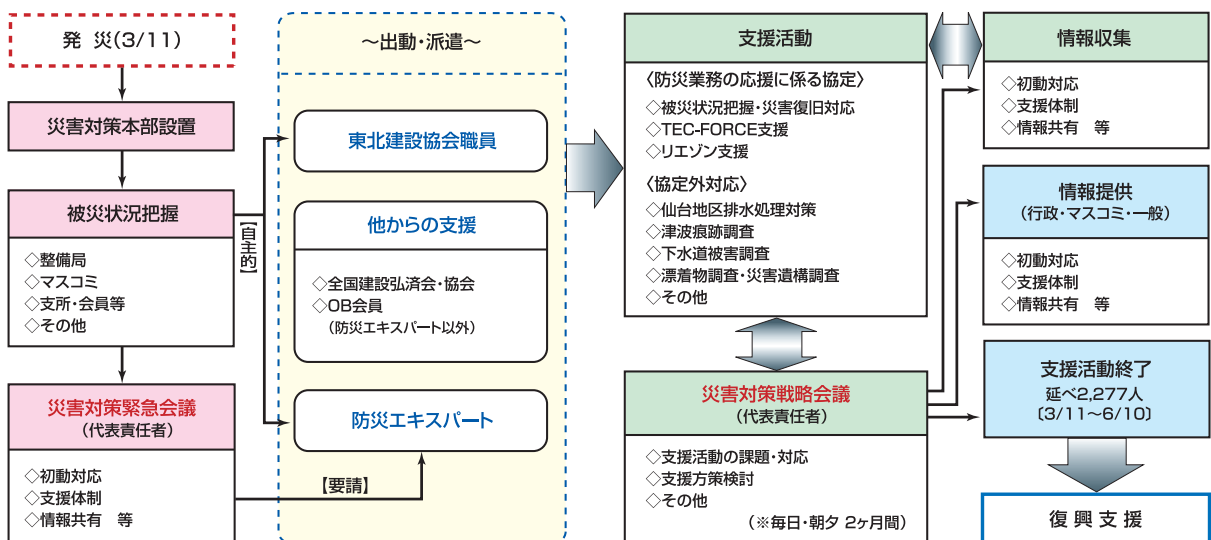 発 災(3/11)
災害対策本部設置
被災状況把握
◇整備局
◇マスコミ
◇支所・会員等
◇その他
災害対策緊急会議
(代表責任者)
◇初動対応
◇支援体制
◇情報共有　等
【自主的】
【要請】
～出動・派遣～
東北建設協会職員
他からの支援
◇全国建設弘済会・協会
◇OB会員
(防災エキスパート以外)
防災エキスパート
支援活動
〈防災業務の応援に係る協定〉
◇被災状況把握・災害復旧対応
◇TEC-FORCE支援
◇リエゾン支援
〈協定外対応〉
◇仙台地区排水処理対策
◇津波痕跡調査
◇下水道被害調査
◇漂着物調査・災害遺構調査
◇その他
災害対策戦略会議
(代表責任者)
◇支援活動の課題・対応
◇支援方策検討
◇その他
(※毎日・朝夕 2ヶ月間)
情報収集
◇初動対応
◇支援体制
◇情報共有　等
情報提供
(行政・マスコミ・一般)
◇初動対応
◇支援体制
◇情報共有　等
支援活動終了
延べ2,277人
〔3/11～6/10〕
復興支援